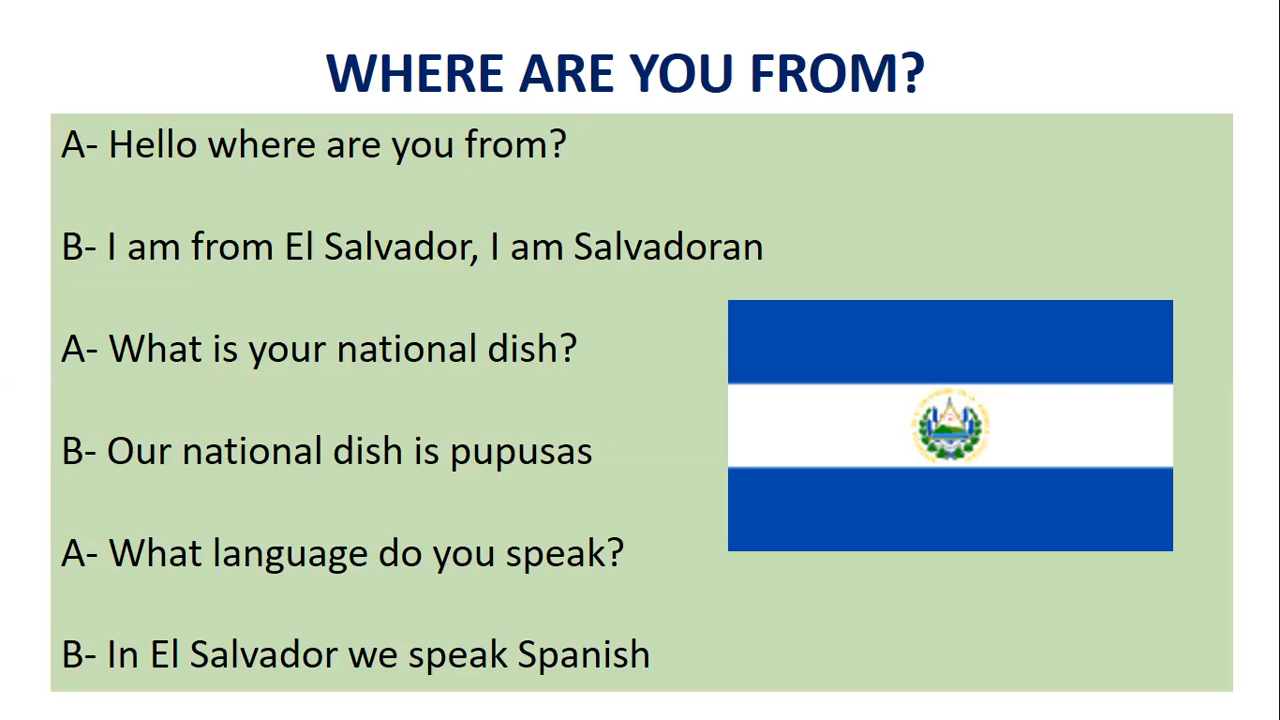 WHERE ARE YOU FROM?
A- Hello where are you from?
B- I am from El Salvador, I am Salvadoran
A- What is your national dish?
B- Our national dish is pupusas
A- What language do you speak?
B- In El Salvador we speak Spanish